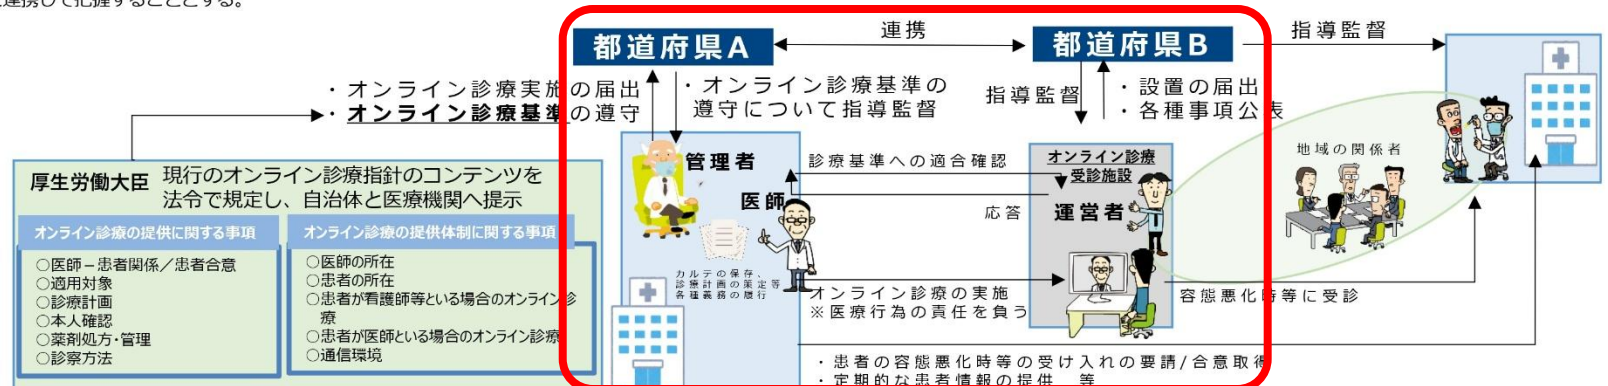 連携して把握することとする。
都道府県A
連携
都道府県B
指導監督
・オンライン診療実施の届出
・オンライン診療基準の遵守
・オンライン診療基準の
遵守について指導監督
指導監督
・設置の届出
・各種事項公表
厚生労働大臣
現行のオンライン診療指針のコンテンツを
法令で規定し、自治体と医療機関へ提示
オンライン診療の提供に関する事項
○医師－患者関係／患者合意
○適用対象
○診療計画
○本人確認
○薬剤処方・管理
○診察方法
オンライン診療の提供体制に関する事項
○医師の所在
○患者の所在
○患者が看護師等といる場合のオンライン診
療
○患者が医師といる場合のオンライン診療
○通信環境
管理者
医師
カルテの保存、
診療計画の策定等
各種義務の履行
診療基準への適合確認
応答
オンライン診療
受診施設
運営者
オンライン診療の実施
※医療行為の責任を負う
地域の関係者
容態悪化時等に受診
・患者の容態悪化時等の受け入れの要請/合意取得
・定期的な患者情報の提供　等